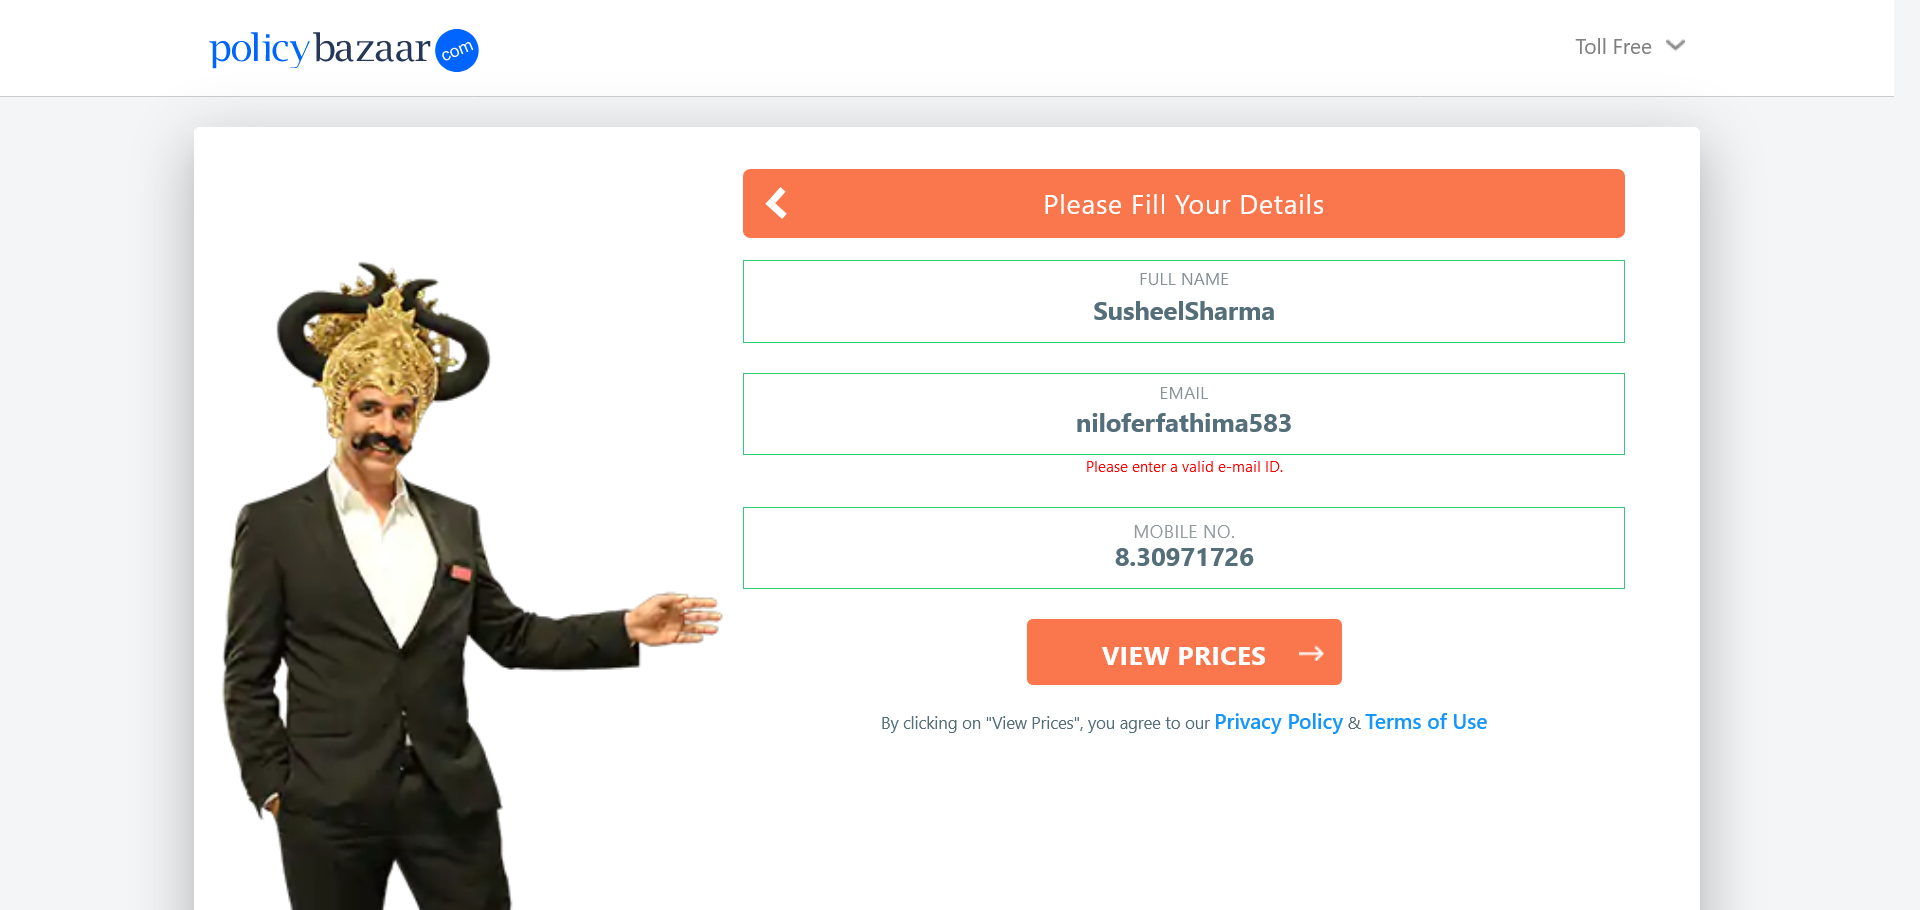 policybazaar com
Toll Free
Please Fill Your Details
FULL NAME
SusheelSharma
EMAIL
niloferfathima583
Please enter a valid e-mail ID.
MOBILE NO.
8.30971726
VIEW PRICES
By clicking on "View Prices", you agree to our Privacy Policy & Terms of Use